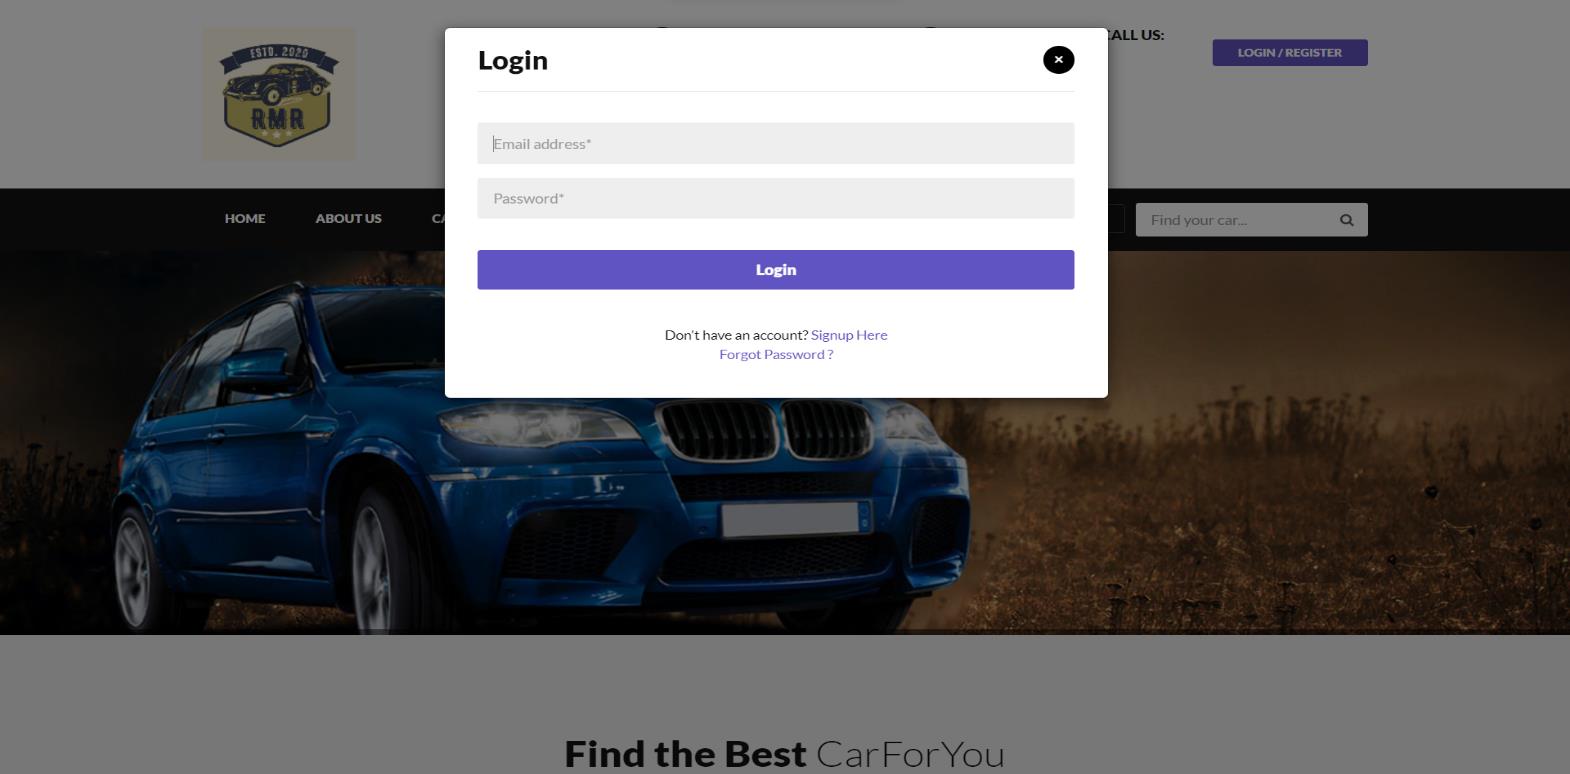 ESTD. 2020
RMR
CALL US:
LOGIN / REGISTER
Login
Email address*
Password*
Login
Don't have an account? Signup Here
Forgot Password ?
HOME
ABOUT US
Find your car...
Find the Best CarForYou